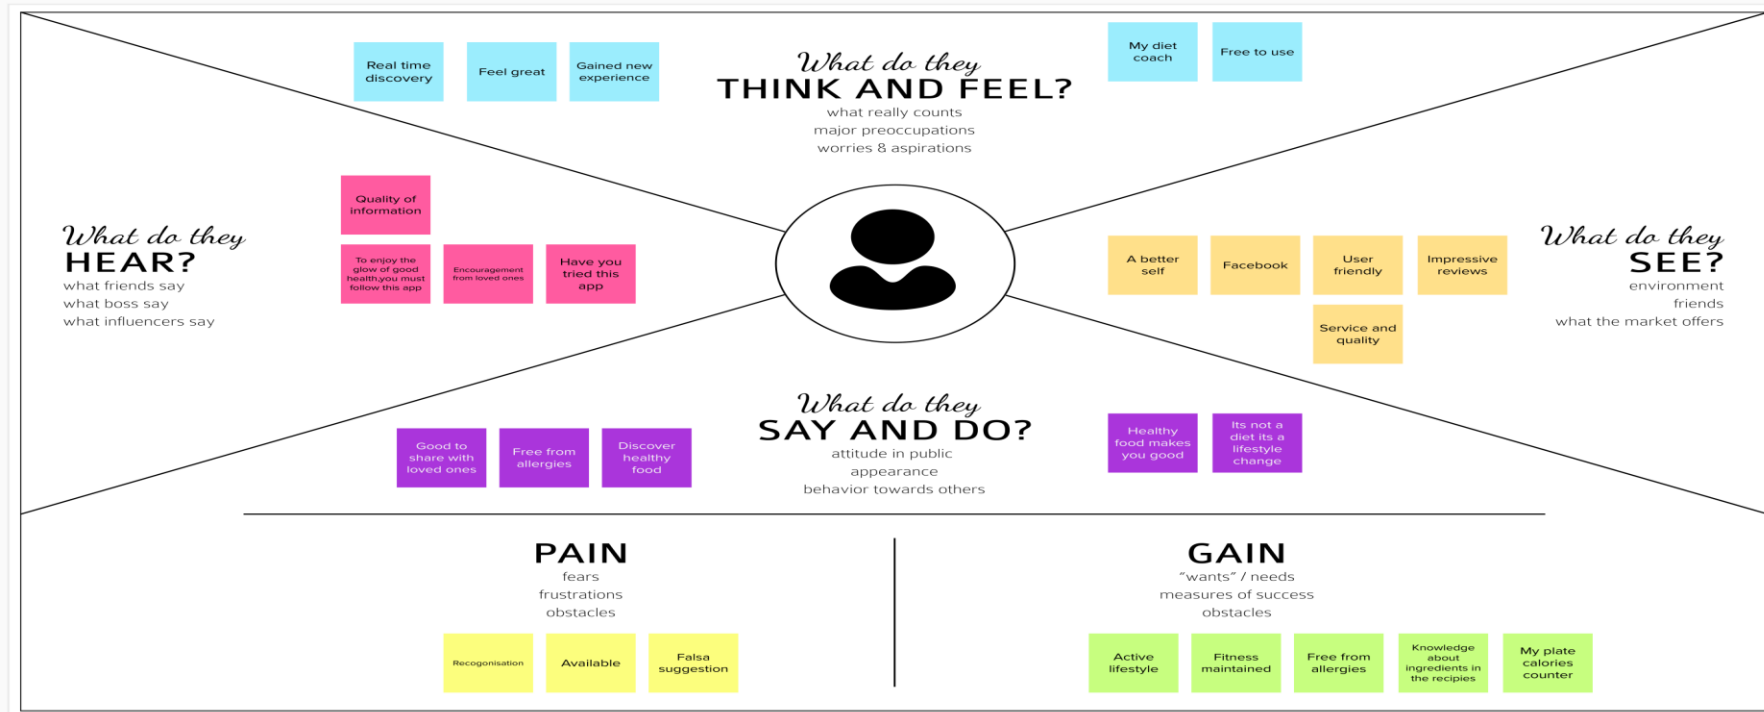 Real time
discovery
Feel great
Gained new
experience
What do they
THINK AND FEEL?
what really counts
major preoccupations
worries & aspirations
My diet
coach
Free to use
What do they
HEAR?
what friends say
what boss say
what influencers say
Quality of
information
To enjoy the
glow of good
health,you must
follow this app
Encouragement
from loved ones
Have you
tried this
app
A better
self
Facebook
User
friendly
Impressive
reviews
Service and
quality
What do they
SEE?
environment
friends
what the market offers
Good to
share with
loved ones
Free from
allergies
Discover
healthy
food
What do they
SAY AND DO?
attitude in public
appearance
behavior towards others
Healthy
food makes
you good
Its not a
diet its a
lifestyle
change
PAIN
fears
frustrations
obstacles
Recogonisation
Available
Falsa
suggestion
GAIN
“wants” / needs
measures of success
obstacles
Active
lifestyle
Fitness
maintained
Free from
allergies
Knowledge
about
ingredients in
the recipies
My plate
calories
counter